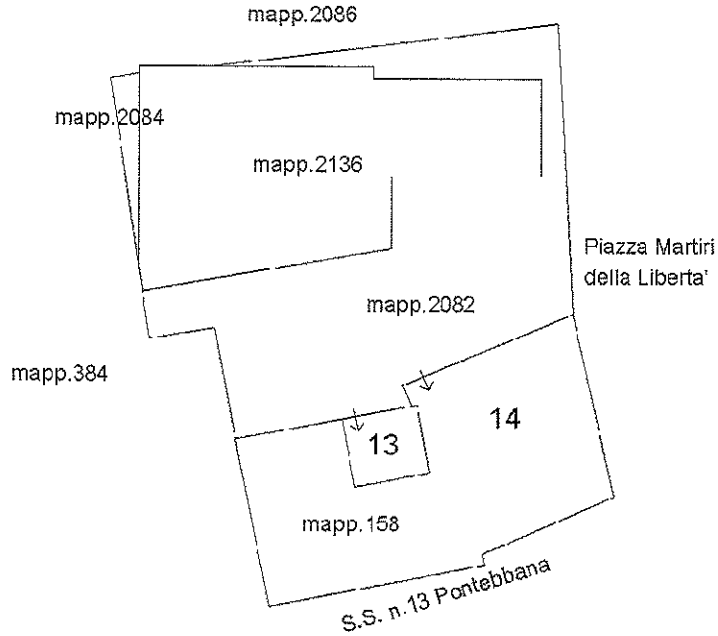 mapp.2086
mapp.2084
mapp.2136
Piazza Martiri
della Liberta'
mapp.2082
mapp.384
14
13
mapp.158
S.S. n.13 Pontebbana